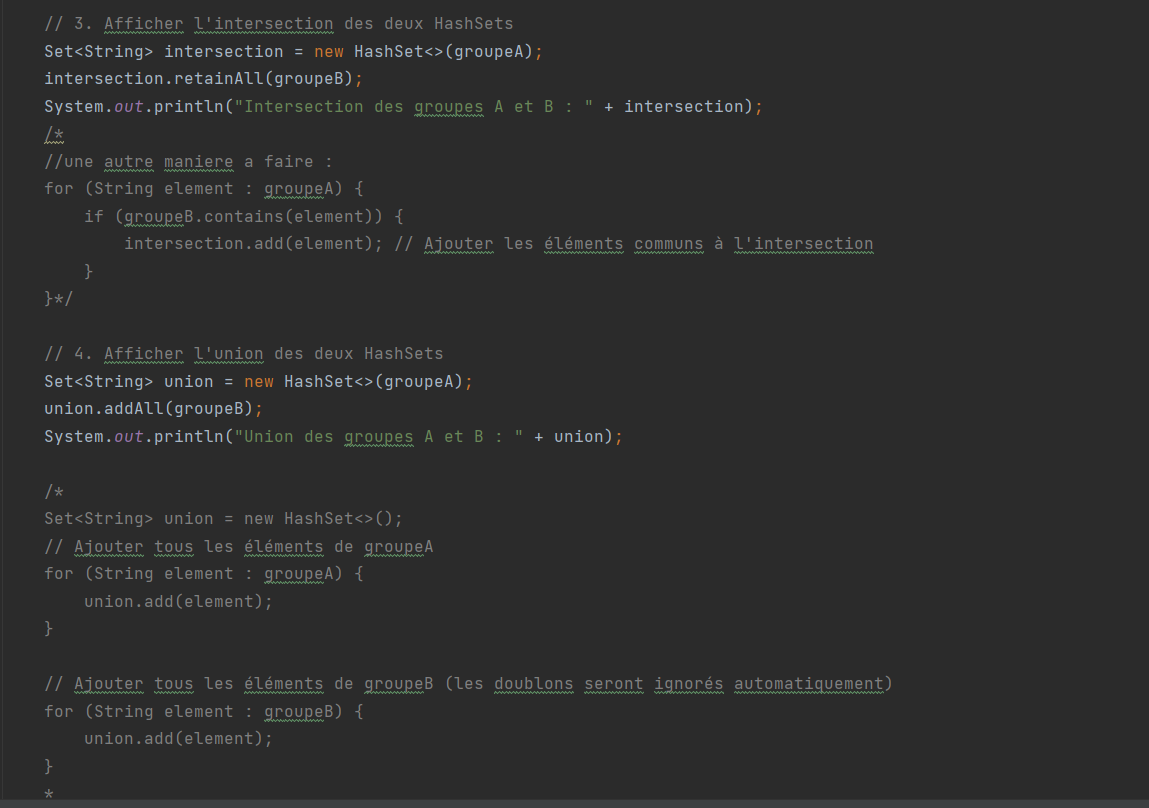 // 3. Afficher l'intersection des deux HashSets
Set<String> intersection = new HashSet<>(groupeA);
intersection.retainAll(groupeB);
System.out.println("Intersection des groupes A et B : " + intersection);
/*
//une autre maniere a faire :
for (String element : groupeA) {
    if (groupeB.contains(element)) {
        intersection.add(element); // Ajouter les éléments communs à l'intersection
    }
}*/

// 4. Afficher l'union des deux HashSets
Set<String> union = new HashSet<>(groupeA);
union.addAll(groupeB);
System.out.println("Union des groupes A et B : " + union);

/*
Set<String> union = new HashSet<>();
// Ajouter tous les éléments de groupeA
for (String element : groupeA) {
    union.add(element);
}

// Ajouter tous les éléments de groupeB (les doublons seront ignorés automatiquement)
for (String element : groupeB) {
    union.add(element);
}
*